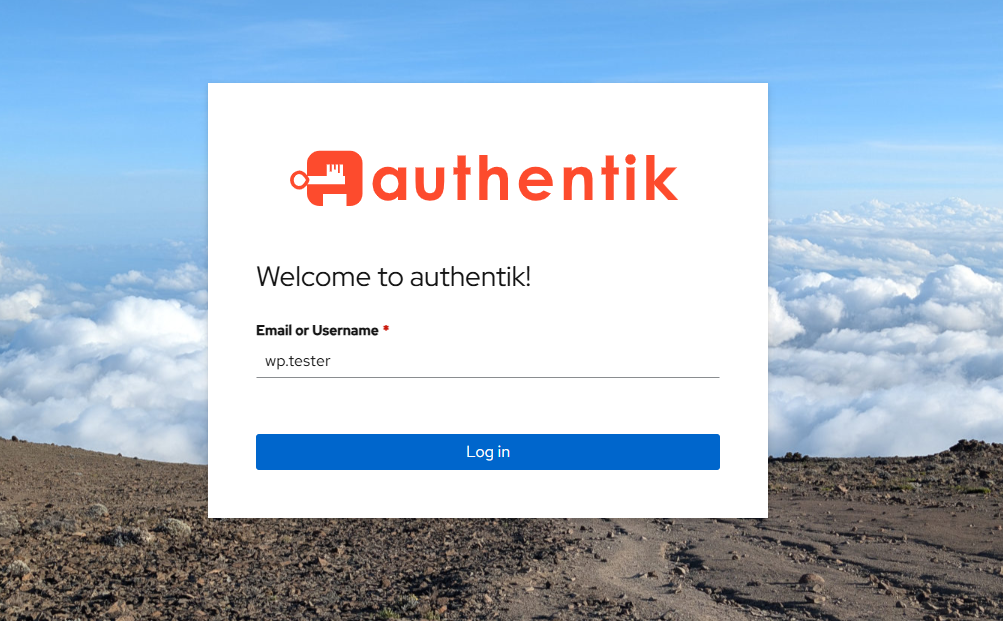 authentik
Welcome to authentik!
Email or Username *
wp.tester
Log in